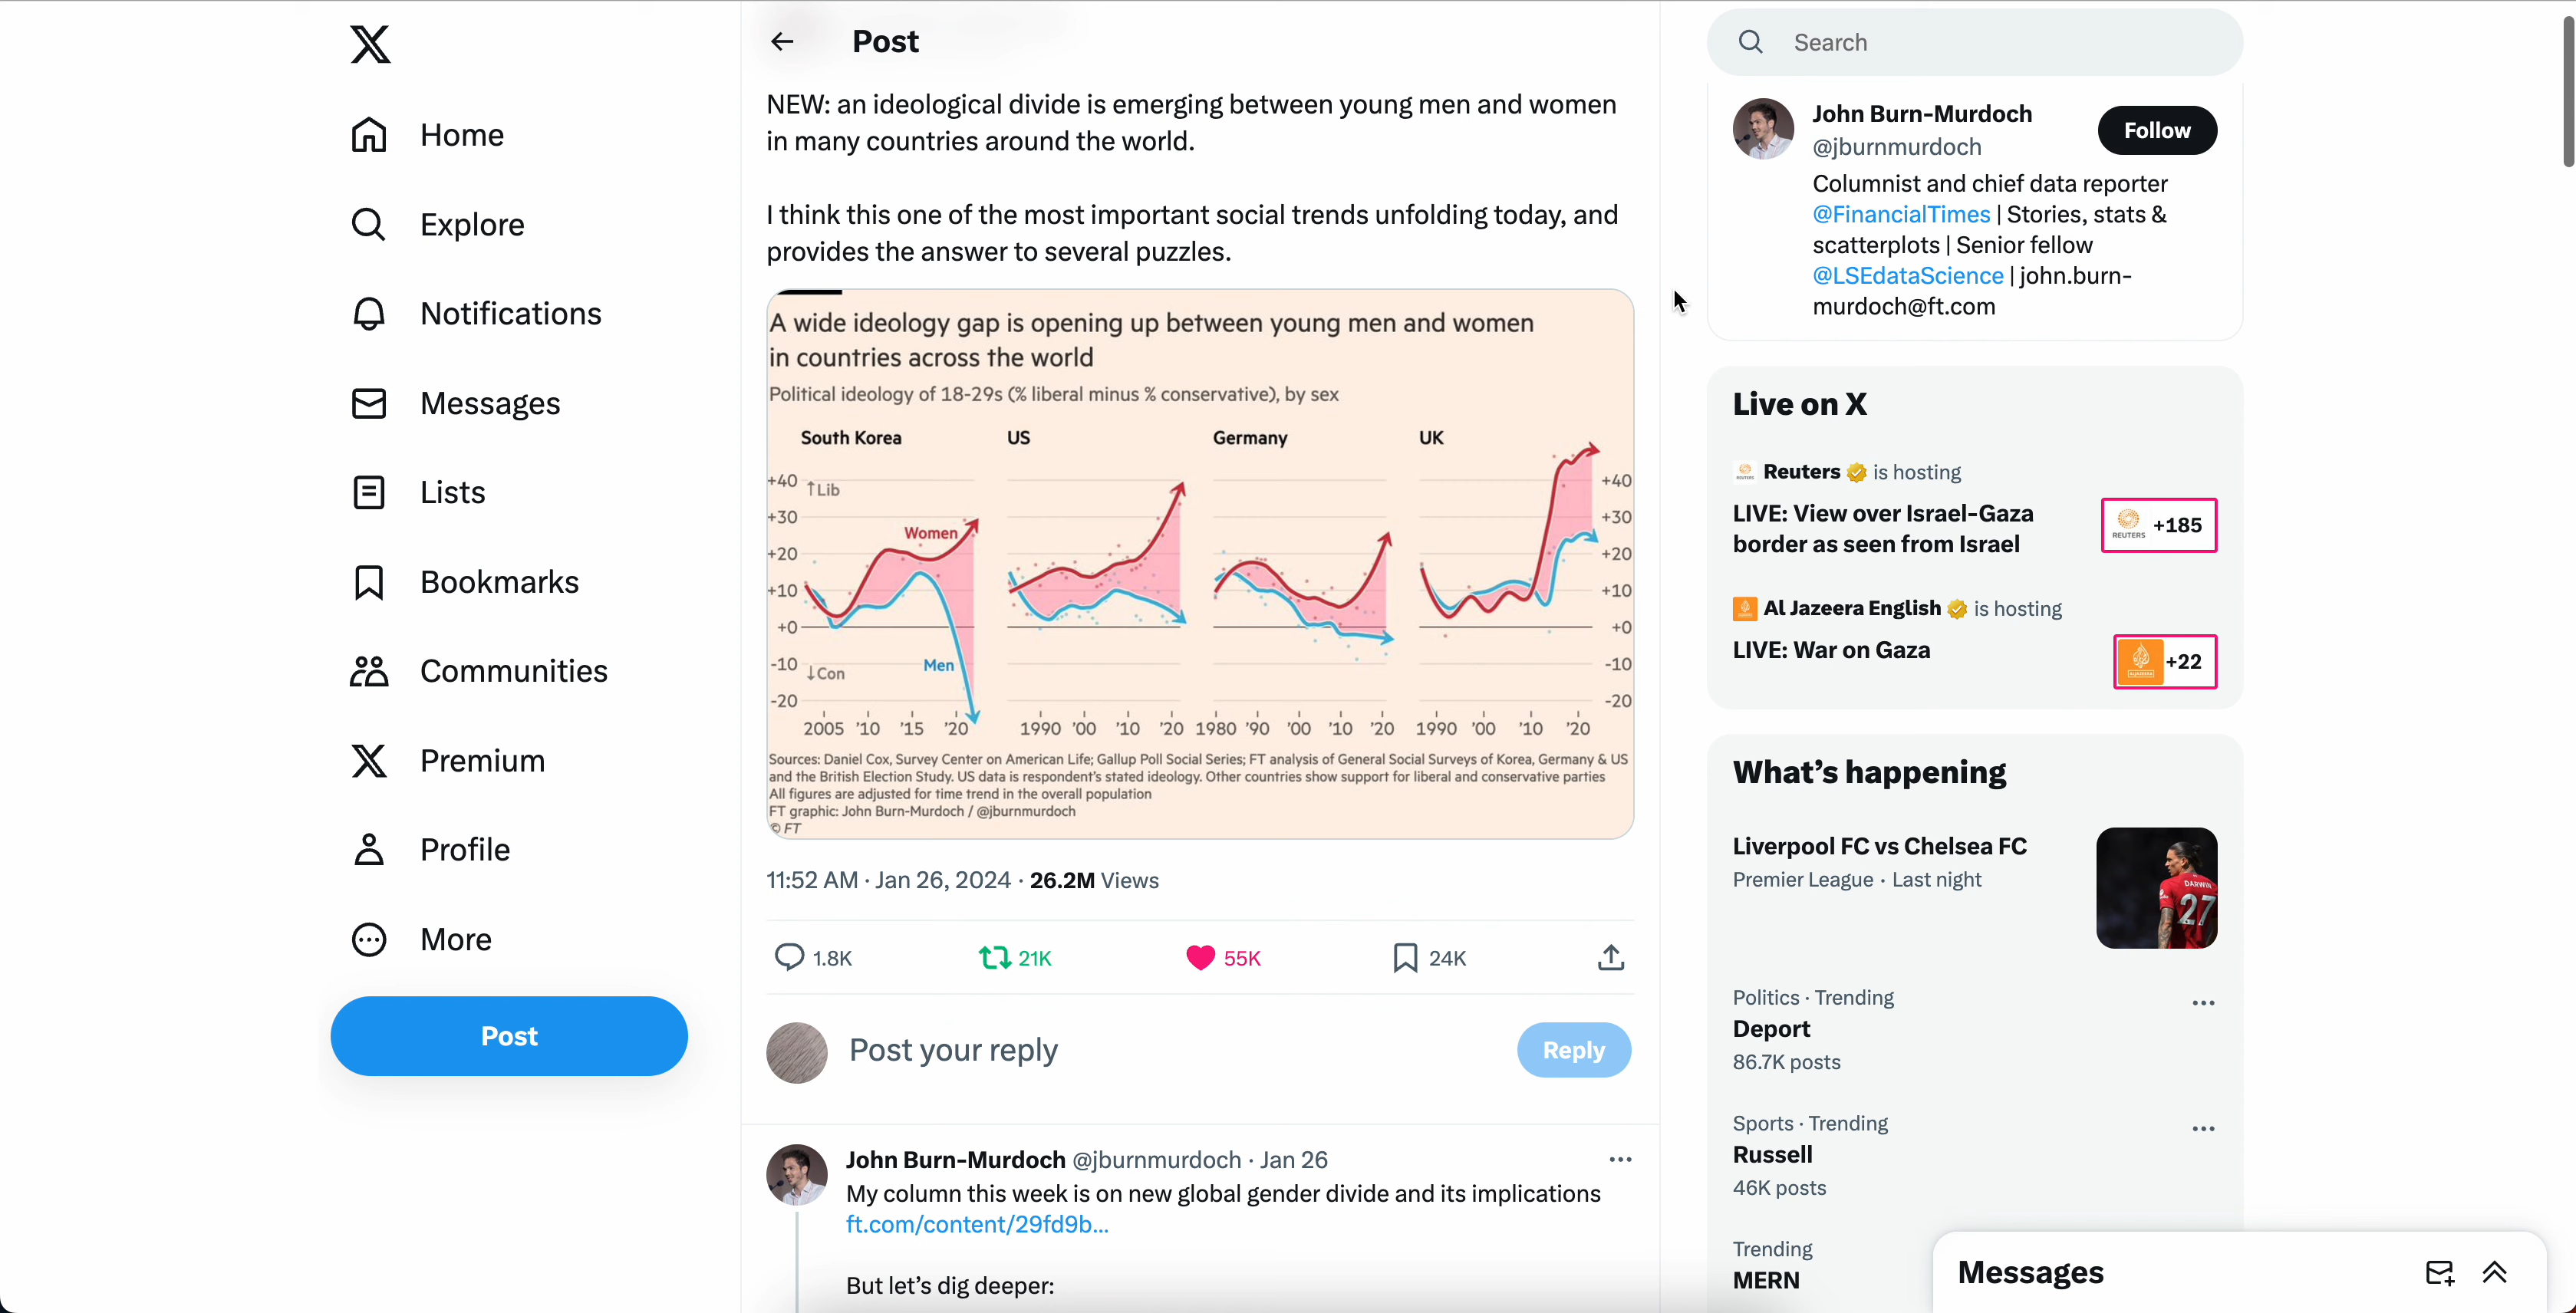 Home
Explore
Notifications
Messages
Lists
Bookmarks
Communities
Premium
Profile
More
Post
Post
NEW: an ideological divide is emerging between young men and women
in many countries around the world.
I think this one of the most important social trends unfolding today, and
provides the answer to several puzzles.
A wide ideology gap is opening up between young men and women
in countries across the world
Political ideology of 18-29s (% liberal minus % conservative), by sex
South Korea US Germany UK
+40 ↑Lib +40
+30 Women +30
+20 +20
+10 +10
+0 +0
-10 ↓Con Men -10
-20 -20
2005 '10 '15 '20 1990 '00 '10 '20 1980 '90 '00 '10 '20 1990 '00 '10 '20
Sources: Daniel Cox, Survey Center on American Life; Gallup Poll Social Series; FT analysis of General Social Surveys of Korea, Germany & US
and the British Election Study. US data is respondent's stated ideology. Other countries show support for liberal and conservative parties
All figures are adjusted for time trend in the overall population
FT graphic: John Burn-Murdoch / @jburnmurdoch
© FT
11:52 AM · Jan 26, 2024 · 26.2M Views
1.8K 21K 55K 24K
Post your reply Reply
John Burn-Murdoch @jburnmurdoch · Jan 26
My column this week is on new global gender divide and its implications
ft.com/content/29fd9b…
But let's dig deeper:
Search
John Burn-Murdoch Follow
@jburnmurdoch
Columnist and chief data reporter
@FinancialTimes | Stories, stats &
scatterplots | Senior fellow
@LSEdataScience | john.burn-
murdoch@ft.com
Live on X
Reuters is hosting
LIVE: View over Israel-Gaza
border as seen from Israel
REUTERS +185
Al Jazeera English is hosting
LIVE: War on Gaza +22
What's happening
Liverpool FC vs Chelsea FC
Premier League · Last night
DARWIN
27
Politics · Trending
Deport
86.7K posts
Sports · Trending
Russell
46K posts
Trending
MERN
Messages